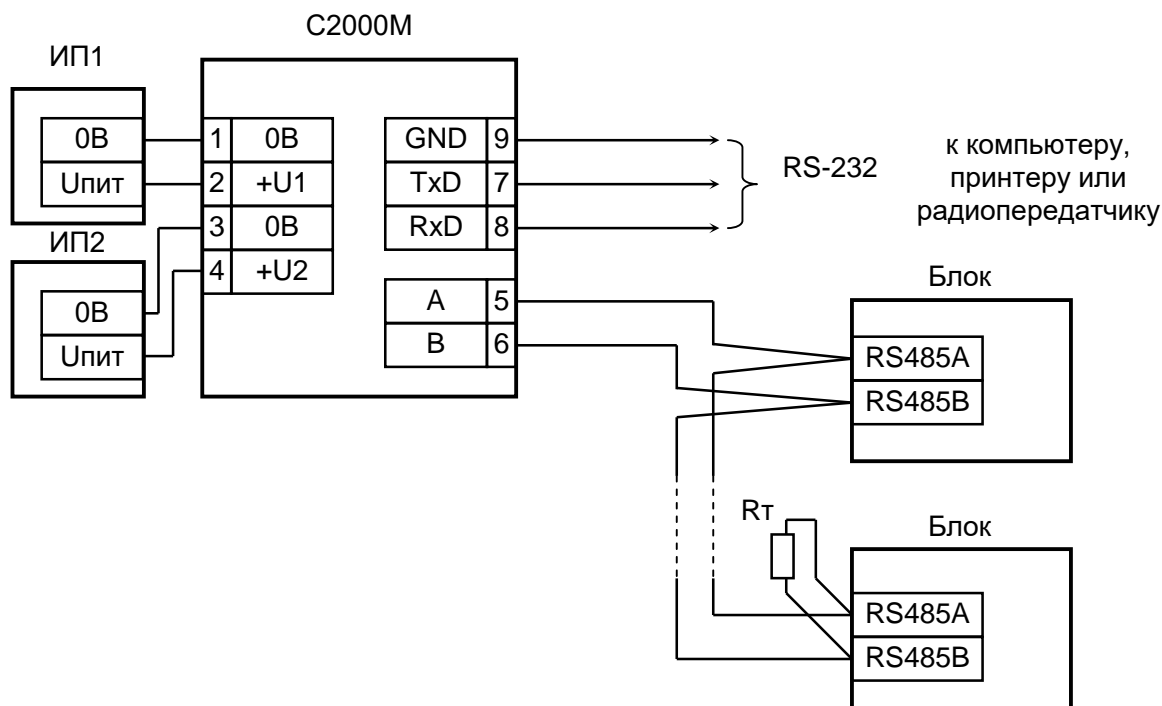 С2000М
ИП1
0В
Uпит
ИП2
0В
Uпит
1 0В
2 +U1
3 0В
4 +U2
GND 9
TxD 7
RxD 8
A 5
B 6
RS-232
к компьютеру,
принтеру или
радиопередатчику
Блок
RS485A
RS485B
Rт
Блок
RS485A
RS485B